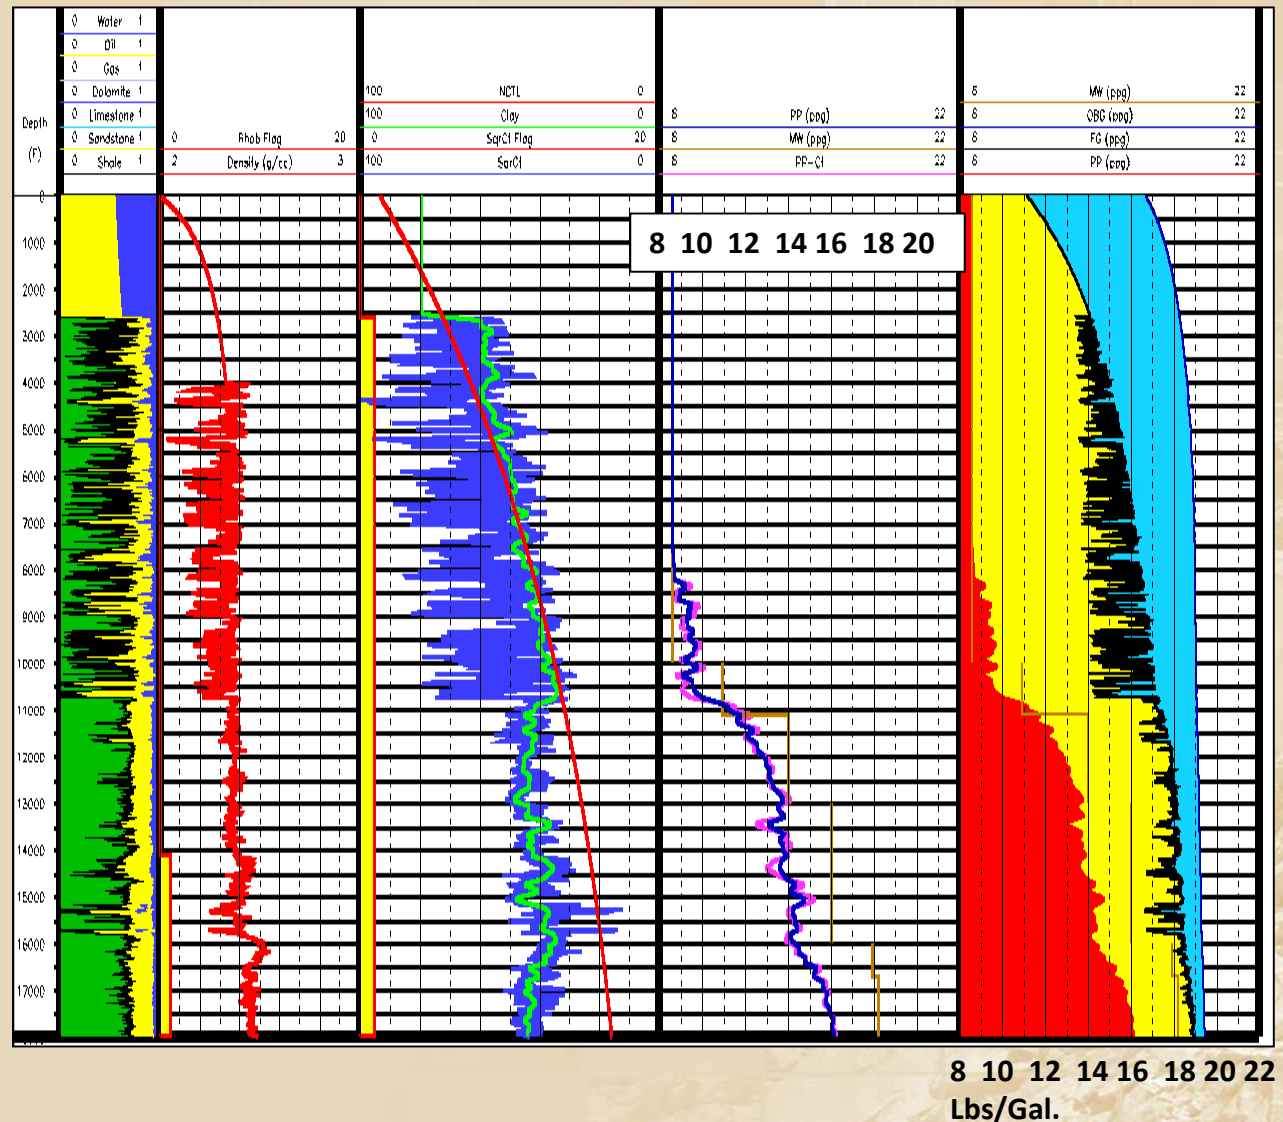 0 Water 1
0 Oil 1
0 Gas 1
0 Dolomite 1
0 Limestone 1
0 Sandstone 1
0 Shale 1
Depth
(F)
0 Rhob Flag 20
2 Density (g/cc) 3
100 NCTL 0
100 Clay 0
0 SqrCl Flag 20
100 SqrCl 0
8 PP (ppg) 22
8 MW (ppg) 22
8 PP-Cl 22
8 MW (ppg) 22
8 OBG (ppg) 22
8 FG (ppg) 22
8 PP (ppg) 22
0
1000
2000
3000
4000
5000
6000
7000
8000
9000
10000
11000
12000
13000
14000
15000
16000
17000
8 10 12 14 16 18 20
8 10 12 14 16 18 20 22
Lbs/Gal.